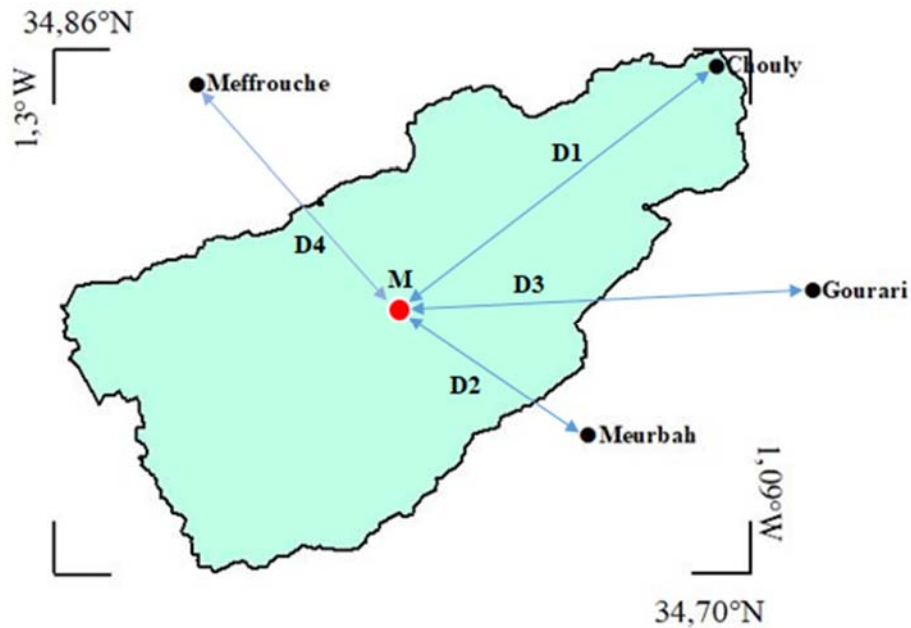 34,86°N
1,3°W
Meffrouche
Chouly
D1
D4
M
D3
Gourari
D2
Meurbah
1,09°W
34,70°N